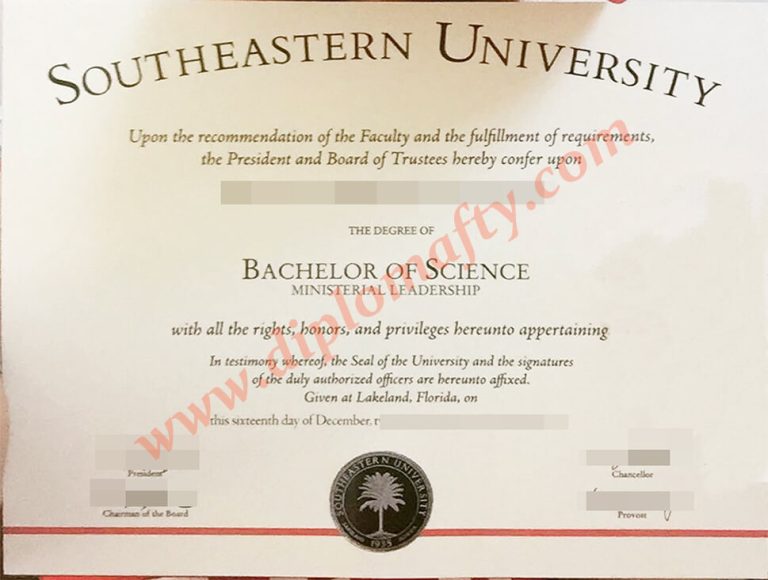 SOUTHEASTERN UNIVERSITY
Upon the recommendation of the Faculty and the fulfillment of requirements,
the President and Board of Trustees hereby confer upon
THE DEGREE OF
BACHELOR OF SCIENCE
MINISTERIAL LEADERSHIP
with all the rights, honors, and privileges hereunto appertaining
In testimony whereof, the Seal of the University and the signatures
of the duly authorized officers are hereunto affixed.
Given at Lakeland, Florida, on
this sixteenth day of December,
President
Chancellor
Chairman of the Board
Provost
SOUTHEASTERN UNIVERSITY
1935
www.diplomafty.com